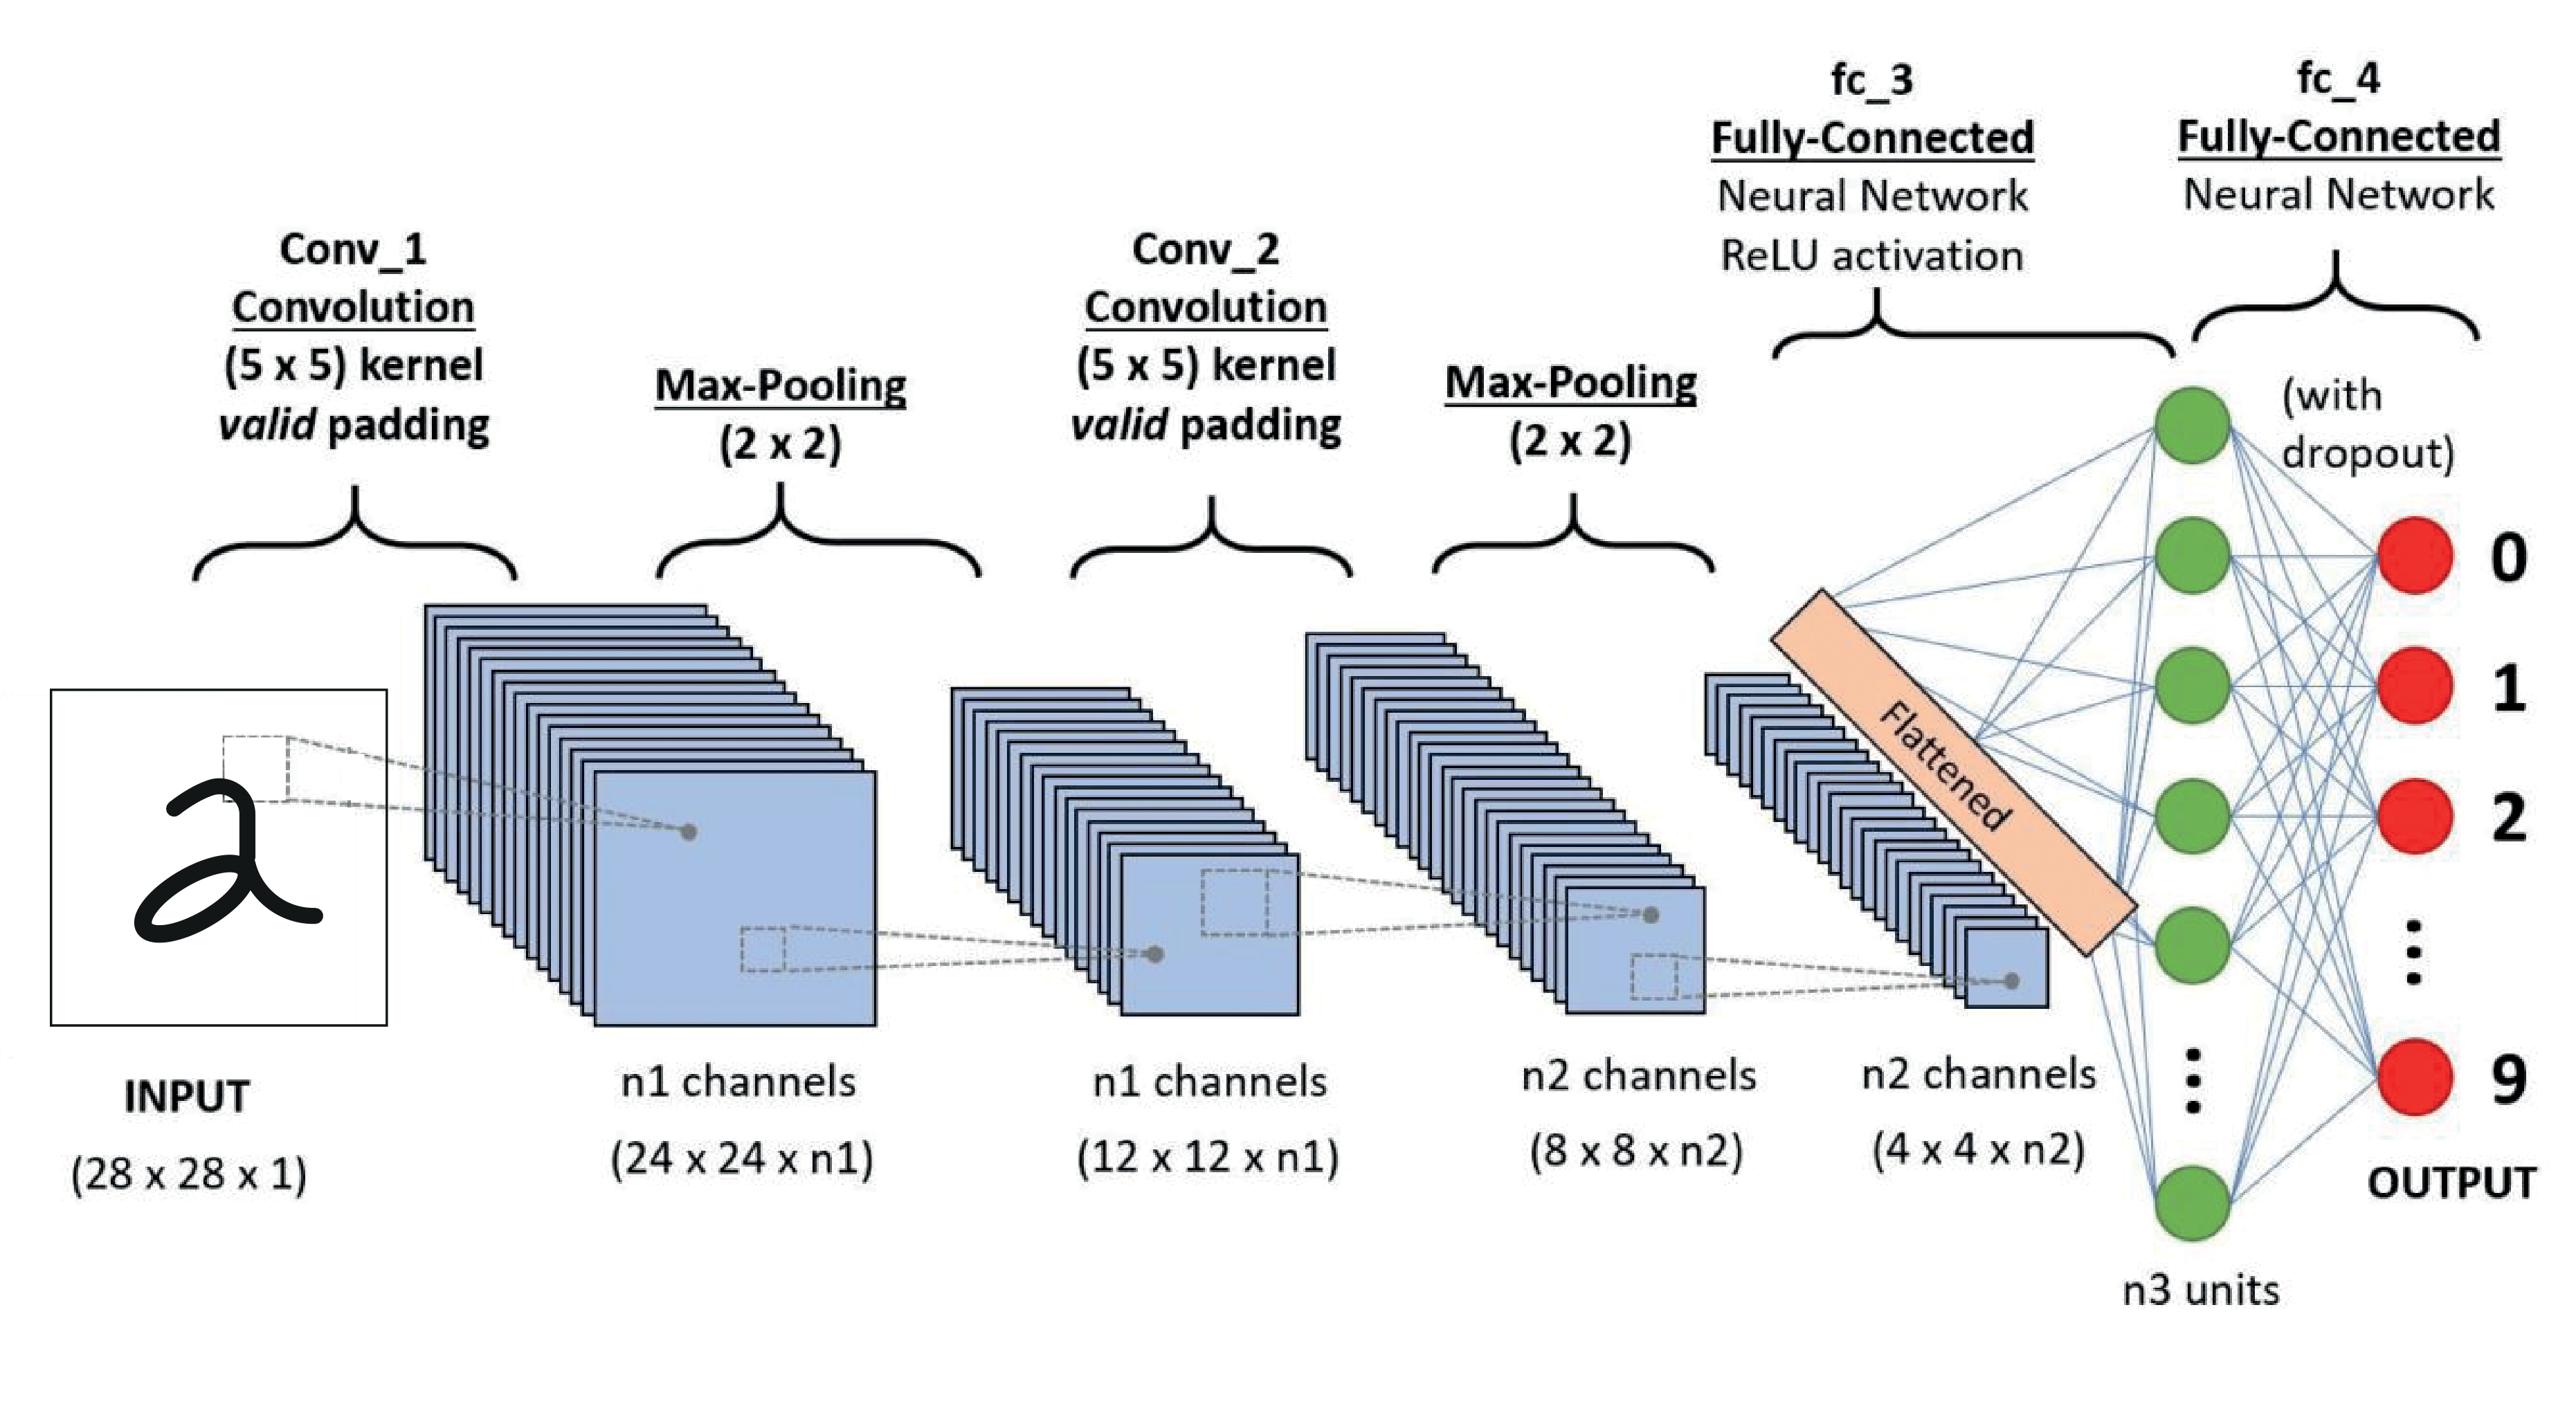 Conv_1
Convolution
(5 x 5) kernel
valid padding
Max-Pooling
(2 x 2)
Conv_2
Convolution
(5 x 5) kernel
valid padding
Max-Pooling
(2 x 2)
fc_3
Fully-Connected
Neural Network
ReLU activation
fc_4
Fully-Connected
Neural Network
(with
dropout)
Flattened
0
1
2
9
2
INPUT
(28 x 28 x 1)
n1 channels
(24 x 24 x n1)
n1 channels
(12 x 12 x n1)
n2 channels
(8 x 8 x n2)
n2 channels
(4 x 4 x n2)
n3 units
OUTPUT